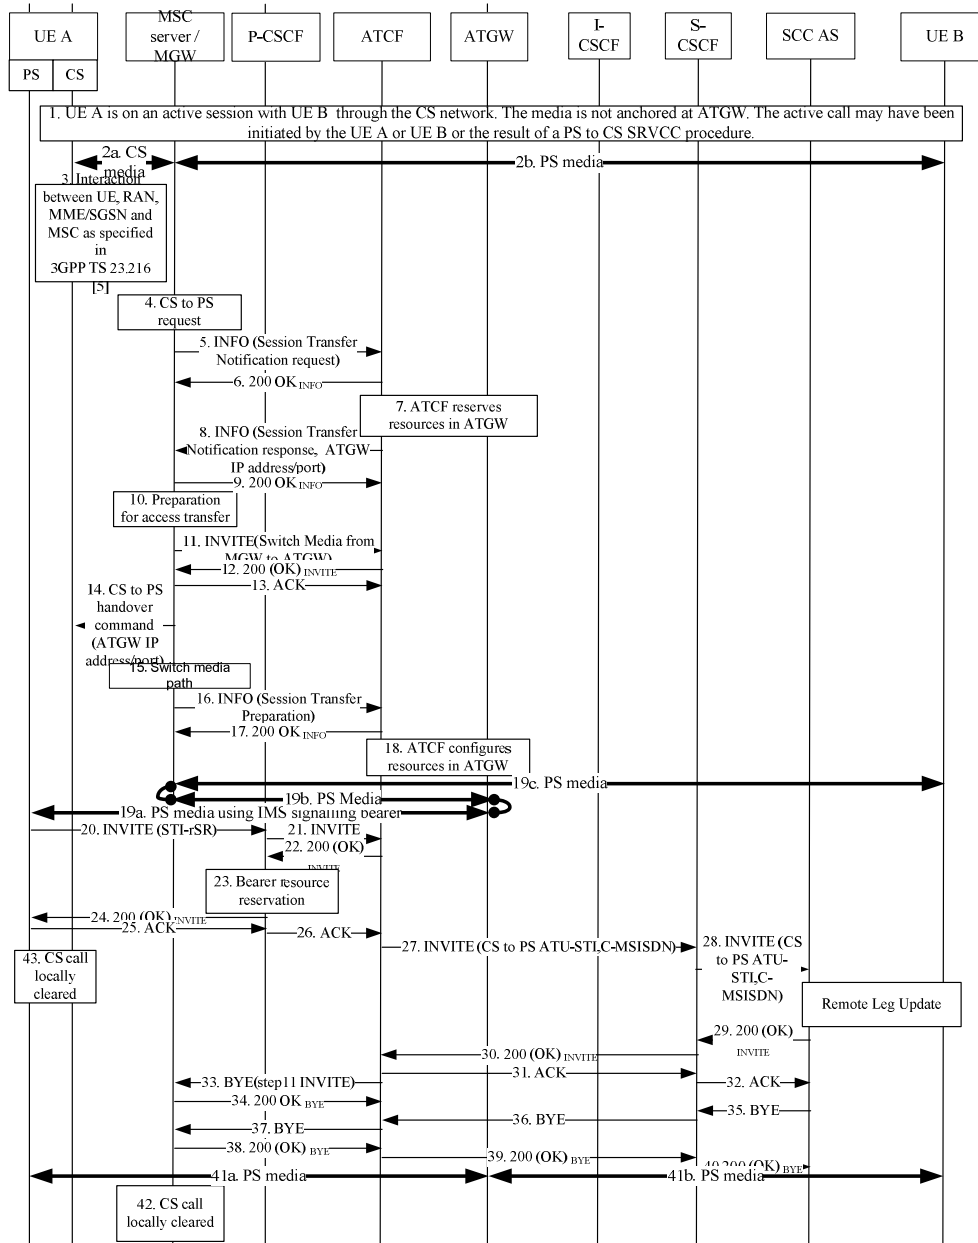 UE A
MSC
server /
MGW
P-CSCF
ATCF
ATGW
I-
CSCF
S-
CSCF
SCC AS
UE B
PS
CS
1. UE A is on an active session with UE B through the CS network. The media is not anchored at ATGW. The active call may have been
initiated by the UE A or UE B or the result of a PS to CS SRVCC procedure.
2a. CS
media
2b. PS media
3. Interaction
between UE, RAN,
MME/SGSN and
MSC as specified
in
3GPP TS 23.216
[5]
4. CS to PS
request
5. INFO (Session Transfer
Notification request)
6. 200 OK INFO
7. ATCF reserves
resources in ATGW
8. INFO (Session Transfer
Notification response, ATGW
IP address/port)
9. 200 OK INFO
10. Preparation
for access transfer
11. INVITE(Switch Media from
MGW to ATGW)
12. 200 (OK) INVITE
13. ACK
14. CS to PS
handover
command
(ATGW IP
address/port)
15. Switch media
path
16. INFO (Session Transfer
Preparation)
17. 200 OK INFO
18. ATCF configures
resources in ATGW
19c. PS media
19b. PS Media
19a. PS media using IMS signalling bearer
20. INVITE (STI-rSR)
21. INVITE
22. 200 (OK)
INVITE
23. Bearer resource
reservation
24. 200 (OK) INVITE
25. ACK
26. ACK
27. INVITE (CS to PS ATU-STI,C-MSISDN)
28. INVITE (CS
to PS ATU-
STI,C-
MSISDN)
43. CS call
locally
cleared
Remote Leg Update
29. 200 (OK)
INVITE
30. 200 (OK) INVITE
31. ACK
32. ACK
33. BYE(step11 INVITE)
34. 200 OK BYE
35. BYE
36. BYE
37. BYE
38. 200 (OK) BYE
39. 200 (OK) BYE
40.200 (OK) BYE
41a. PS media
41b. PS media
42. CS call
locally cleared